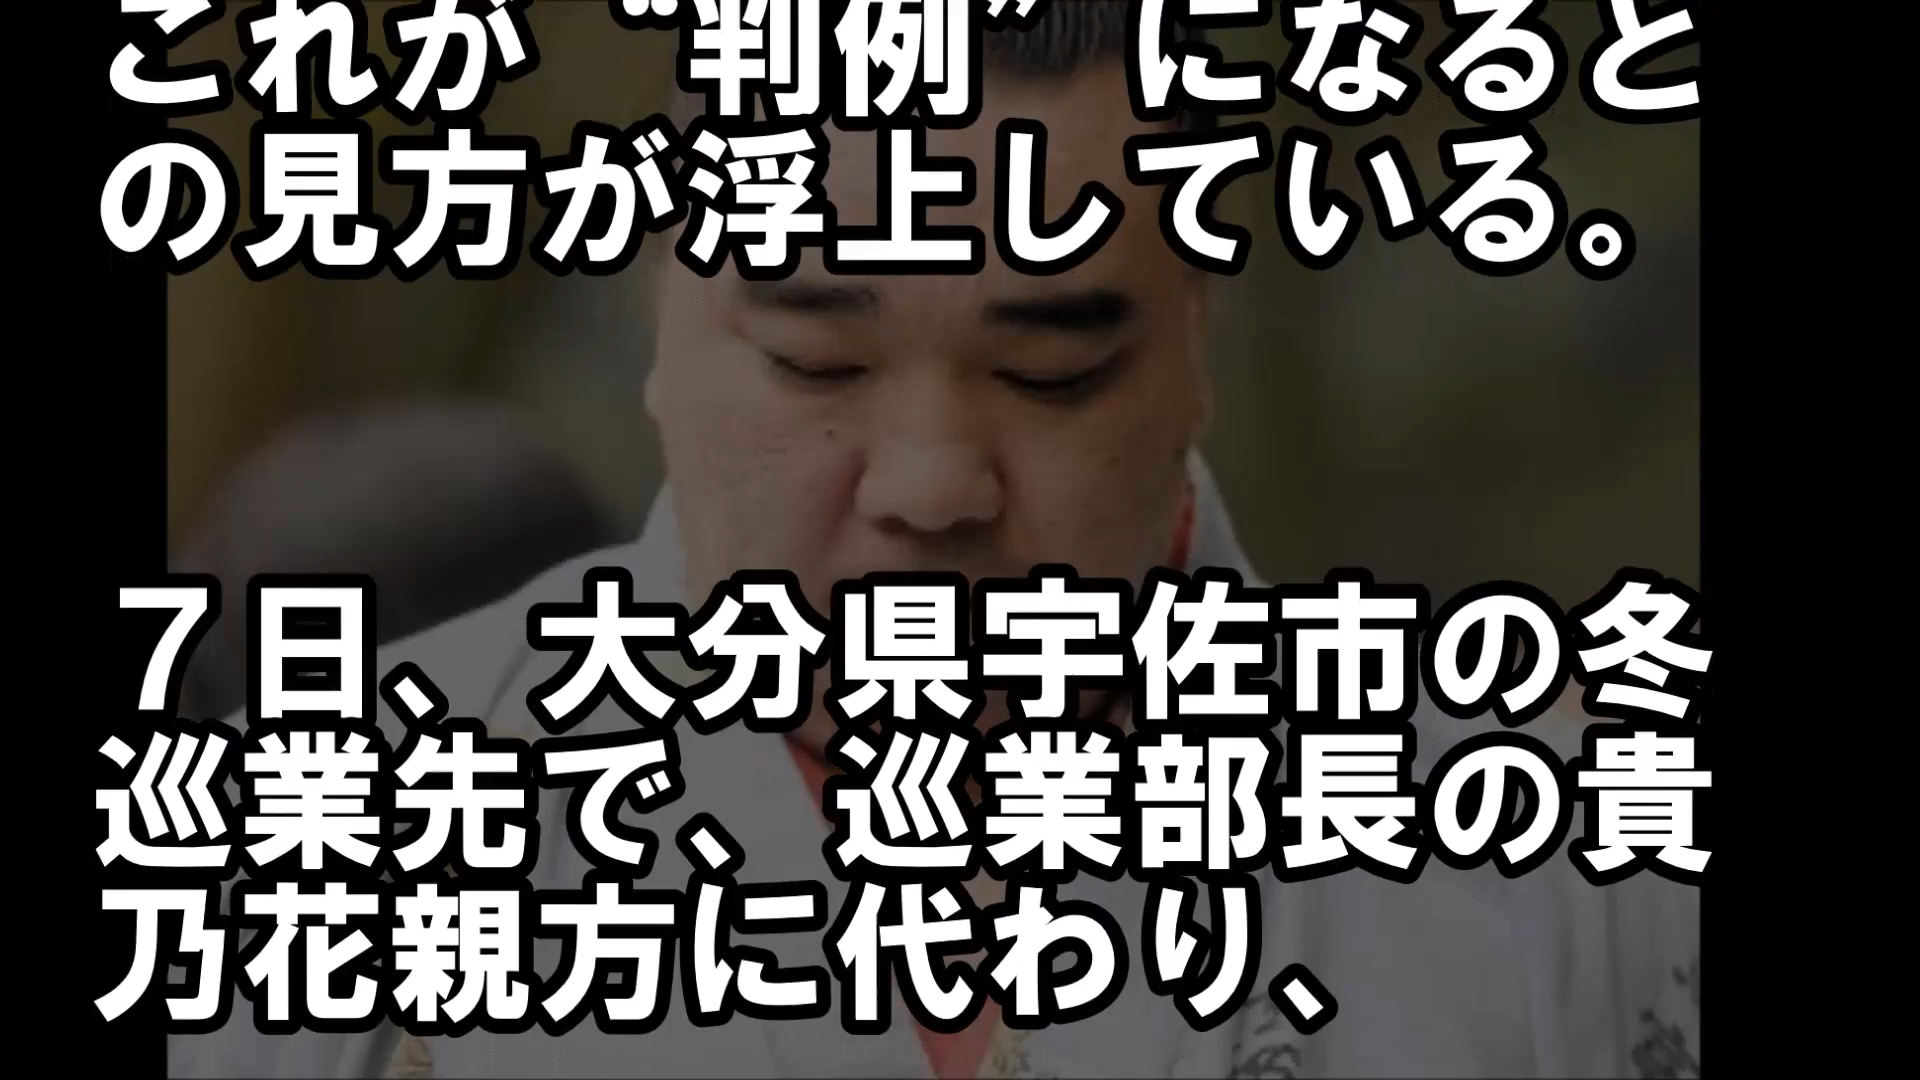 これが“判例”になると
の見方が浮上している。
７日、大分県宇佐市の冬
巡業先で、巡業部長の貴
乃花親方に代わり、